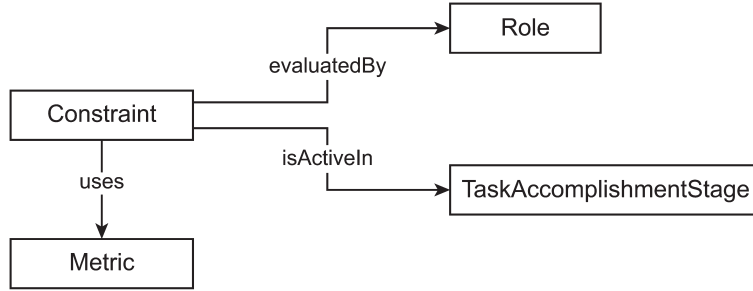 Role
evaluatedBy
Constraint
isActiveIn
uses
TaskAccomplishmentStage
Metric